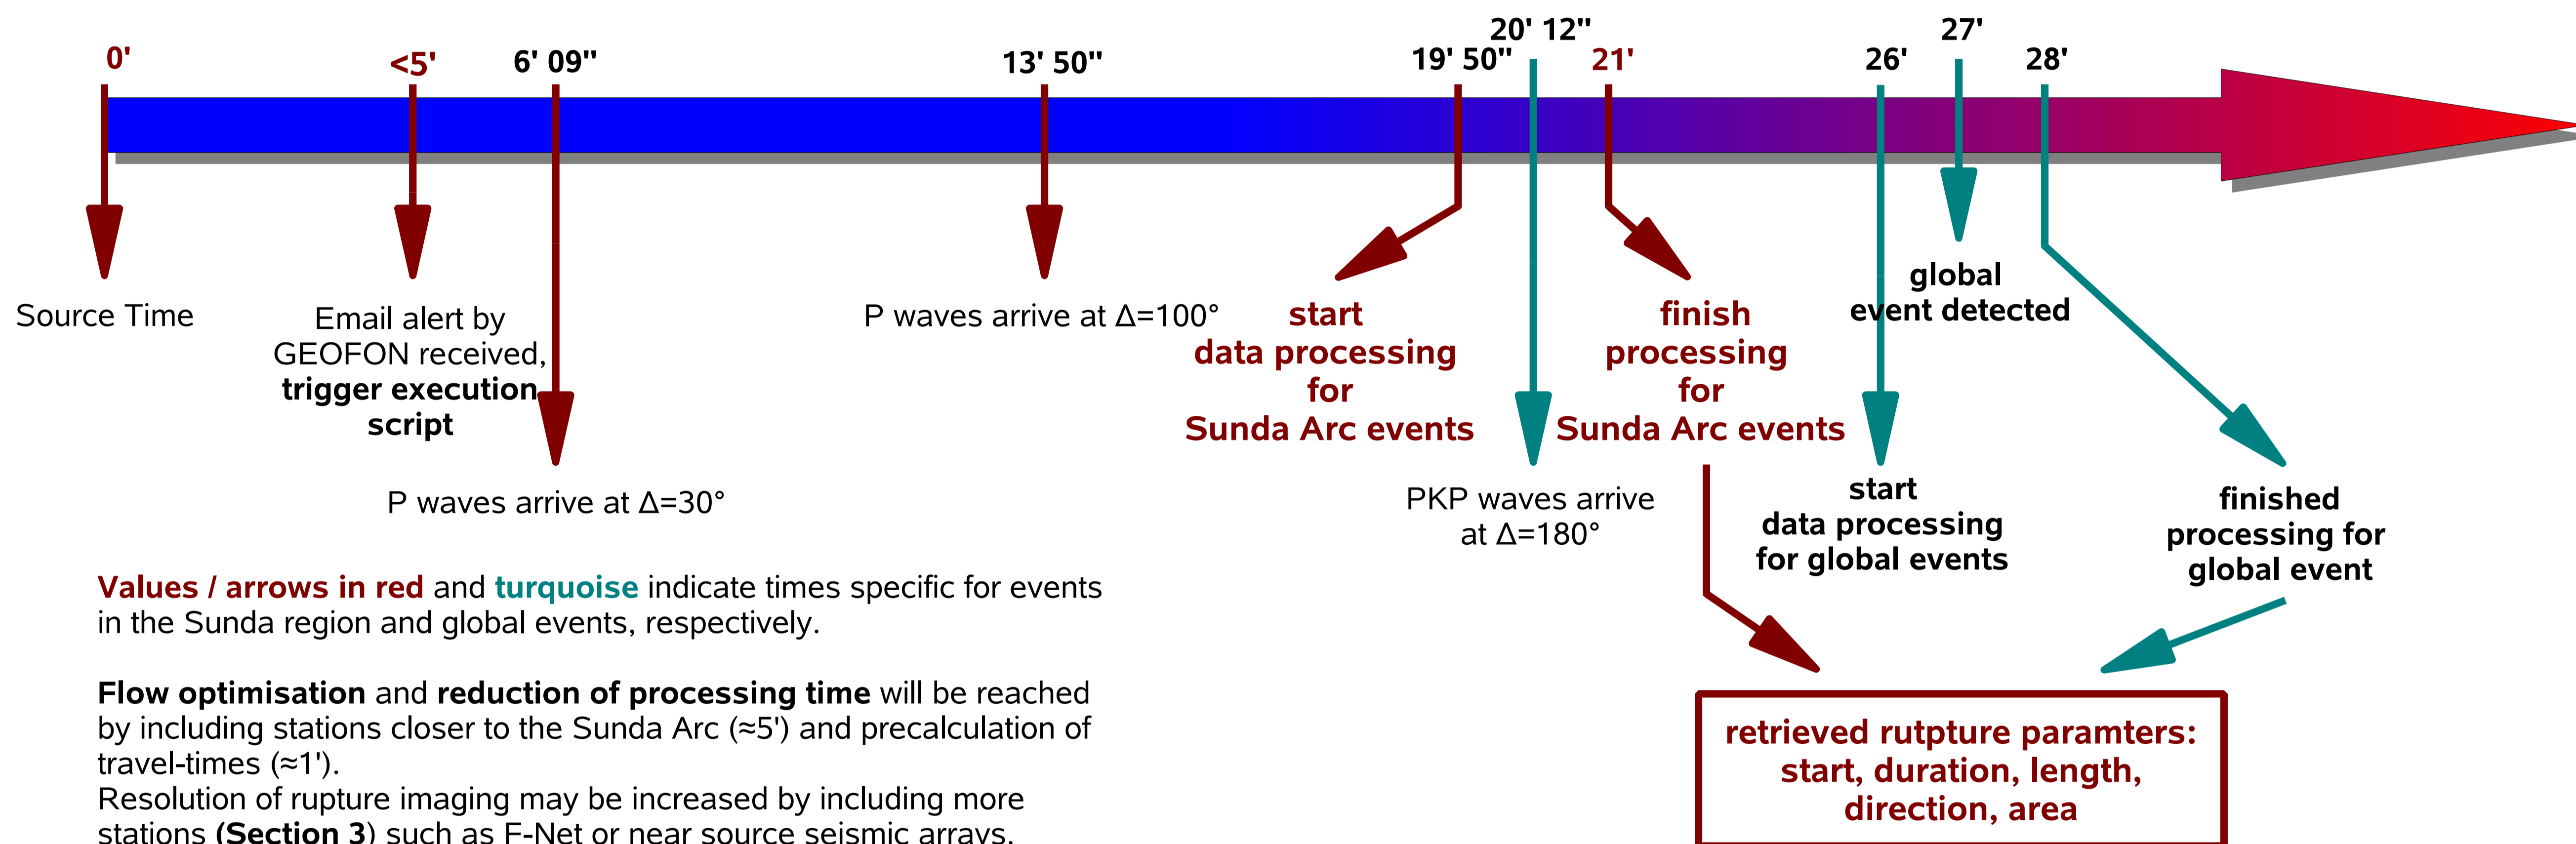 0'
<5'
6' 09"
13' 50"
19' 50"
20' 12"
21'
26'
27'
28'
Source Time
Email alert by
GEOFON received,
trigger execution
script
P waves arrive at Δ=30°
P waves arrive at Δ=100°
start
data processing
for
Sunda Arc events
PKP waves arrive
at Δ=180°
finish
processing
for
Sunda Arc events
start
data processing
for global events
global
event detected
finished
processing for
global event
Values / arrows in red and turquoise indicate times specific for events
in the Sunda region and global events, respectively.
Flow optimisation and reduction of processing time will be reached
by including stations closer to the Sunda Arc (≈5') and precalculation of
travel-times (≈1').
Resolution of rupture imaging may be increased by including more
stations (Section 3) such as F-Net or near source seismic arrays.
retrieved rutpture paramters:
start, duration, length,
direction, area